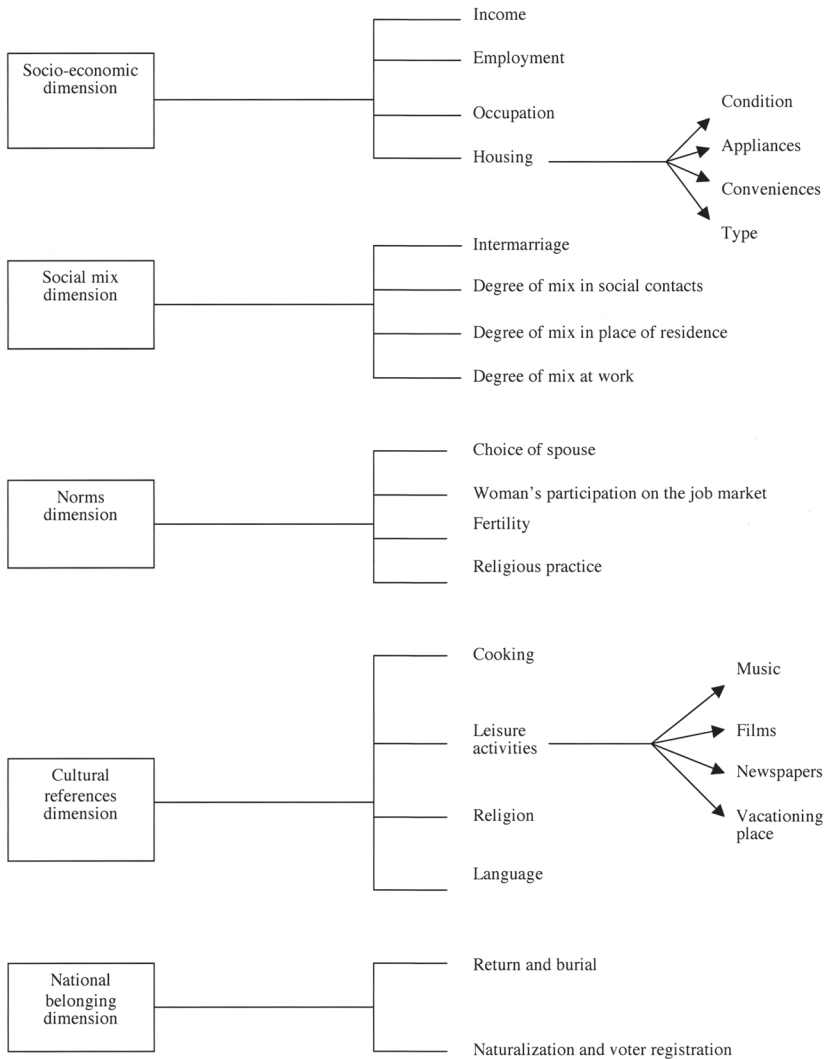 Socio-economic
dimension
Income
Employment
Occupation
Housing
Condition
Appliances
Conveniences
Type
Social mix
dimension
Intermarriage
Degree of mix in social contacts
Degree of mix in place of residence
Degree of mix at work
Norms
dimension
Choice of spouse
Woman's participation on the job market
Fertility
Religious practice
Cultural
references
dimension
Cooking
Leisure
activities
Religion
Language
Music
Films
Newspapers
Vacationing
place
National
belonging
dimension
Return and burial
Naturalization and voter registration